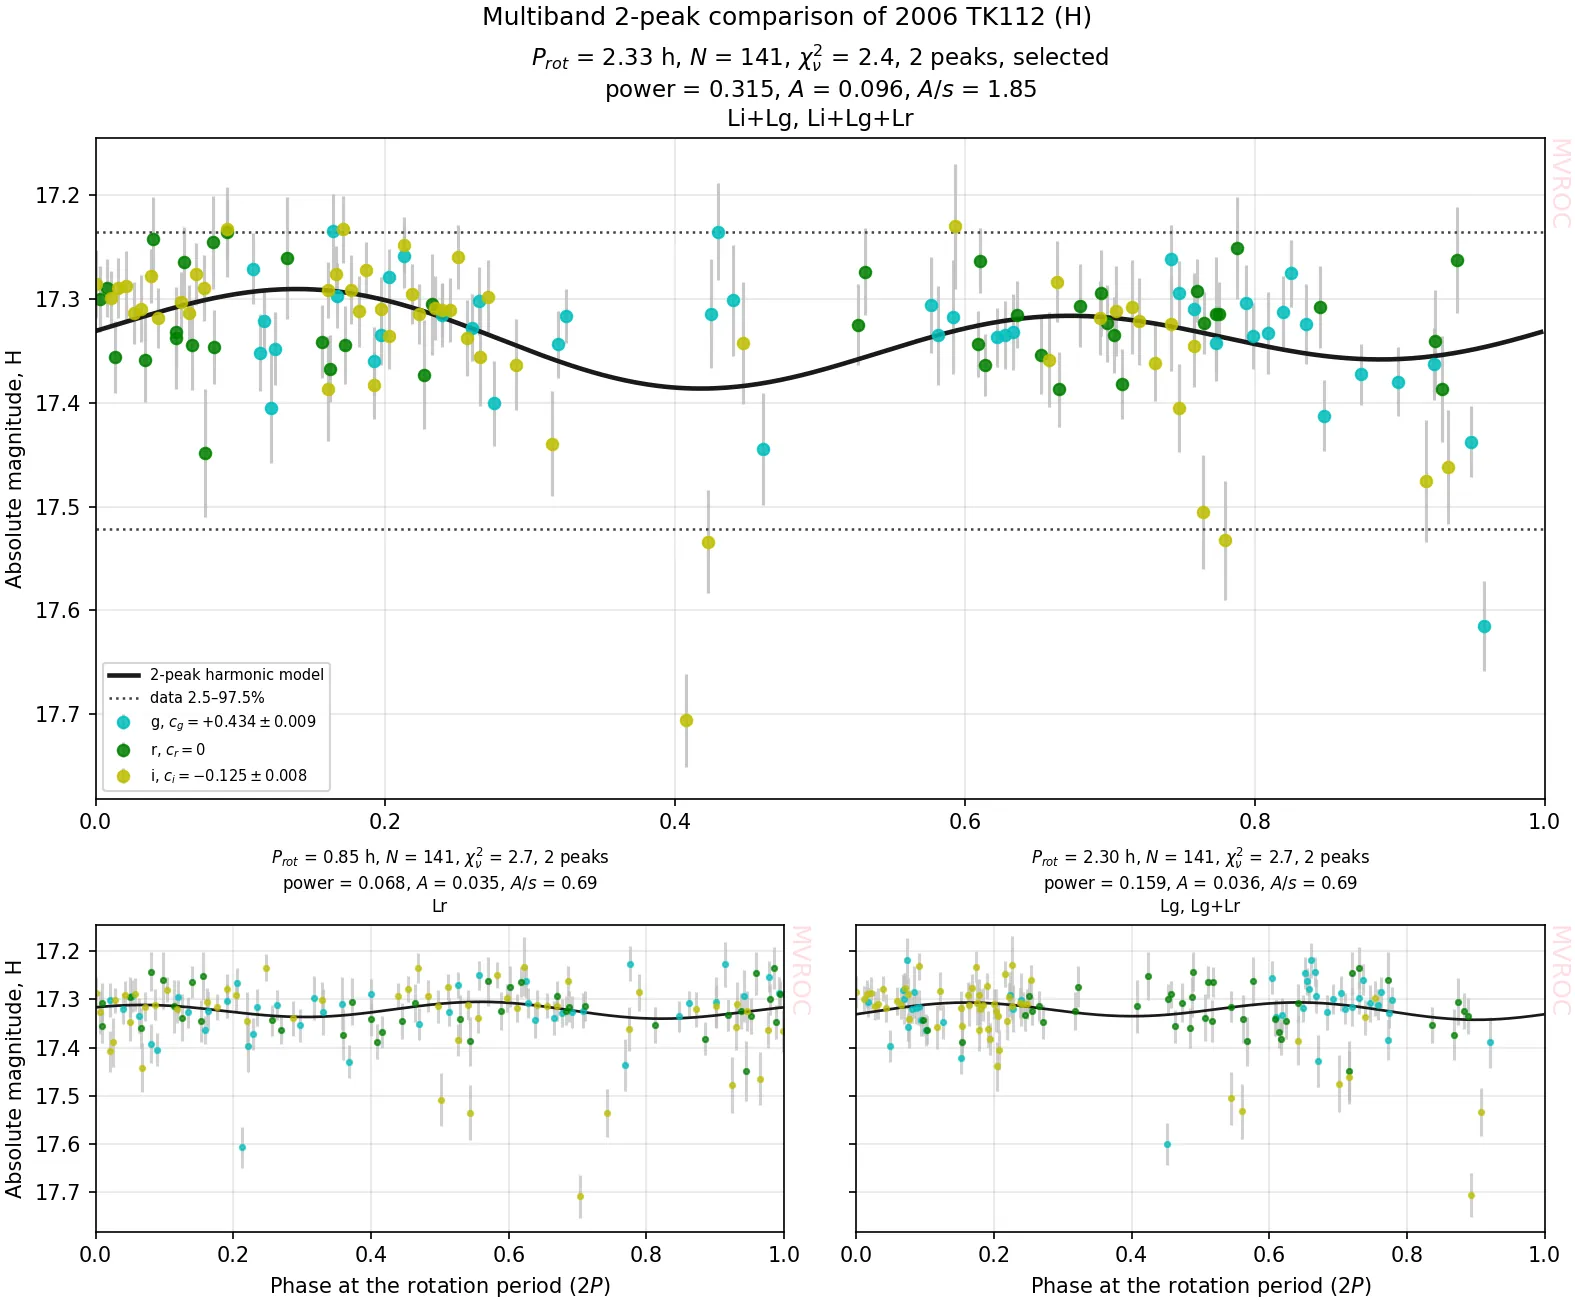 Multiband 2-peak comparison of 2006 TK112 (H)
P_rot = 2.33 h, N = 141, χ²_ν = 2.4, 2 peaks, selected
power = 0.315, A = 0.096, A/s = 1.85
Li+Lg, Li+Lg+Lr
MVROC
Absolute magnitude, H
17.2
17.3
17.4
17.5
17.6
17.7
2-peak harmonic model
data 2.5–97.5%
g, c_g = +0.434 ± 0.009
r, c_r = 0
i, c_i = −0.125 ± 0.008
0.0 0.2 0.4 0.6 0.8 1.0
P_rot = 0.85 h, N = 141, χ²_ν = 2.7, 2 peaks
power = 0.068, A = 0.035, A/s = 0.69
Lr
MVROC
Absolute magnitude, H
17.2
17.3
17.4
17.5
17.6
17.7
0.0 0.2 0.4 0.6 0.8 1.0
Phase at the rotation period (2P)
P_rot = 2.30 h, N = 141, χ²_ν = 2.7, 2 peaks
power = 0.159, A = 0.036, A/s = 0.69
Lg, Lg+Lr
MVROC
0.0 0.2 0.4 0.6 0.8 1.0
Phase at the rotation period (2P)